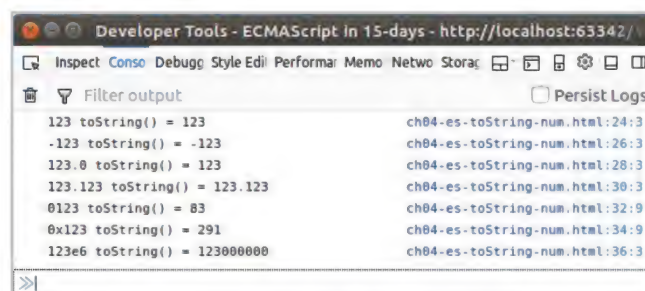 Developer Tools - ECMAScript in 15-days - http://localhost:63342/
Inspect Conso Debugg Style Edi Performa Memo Netwo Storag
Filter output Persist Logs
123 toString() = 123 ch04-es-toString-num.html:24:3
-123 toString() = -123 ch04-es-toString-num.html:26:3
123.0 toString() = 123 ch04-es-toString-num.html:28:3
123.123 toString() = 123.123 ch04-es-toString-num.html:30:3
0123 toString() = 83 ch04-es-toString-num.html:32:9
0x123 toString() = 291 ch04-es-toString-num.html:34:9
123e6 toString() = 123000000 ch04-es-toString-num.html:36:3